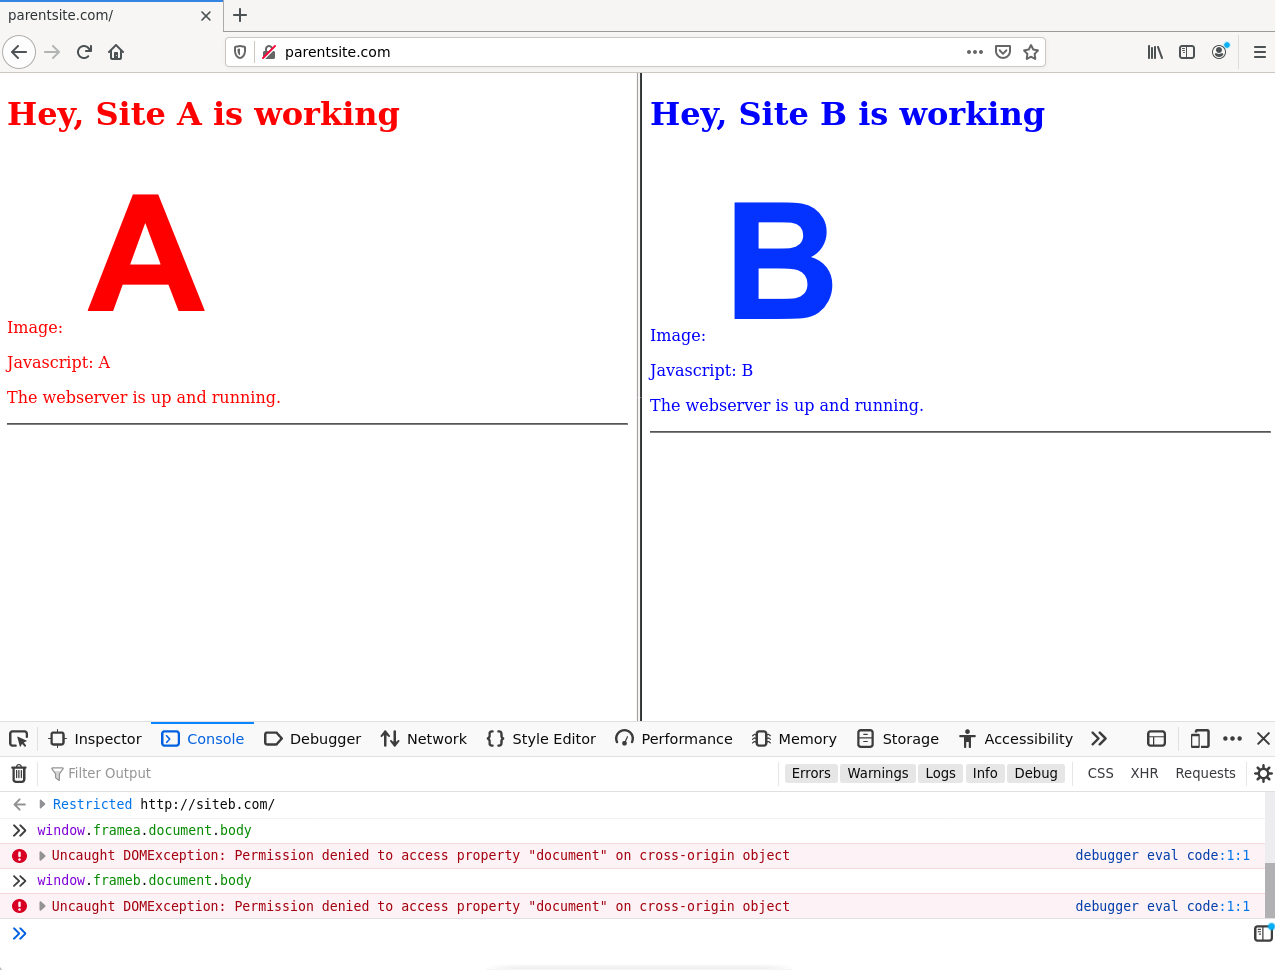 parentsite.com/
parentsite.com
Hey, Site A is working
A
Image:
Javascript: A
The webserver is up and running.
Hey, Site B is working
B
Image:
Javascript: B
The webserver is up and running.
Inspector Console Debugger Network Style Editor Performance Memory Storage Accessibility
Filter Output Errors Warnings Logs Info Debug CSS XHR Requests
Restricted http://siteb.com/
window.framea.document.body
Uncaught DOMException: Permission denied to access property "document" on cross-origin object debugger eval code:1:1
window.frameb.document.body
Uncaught DOMException: Permission denied to access property "document" on cross-origin object debugger eval code:1:1